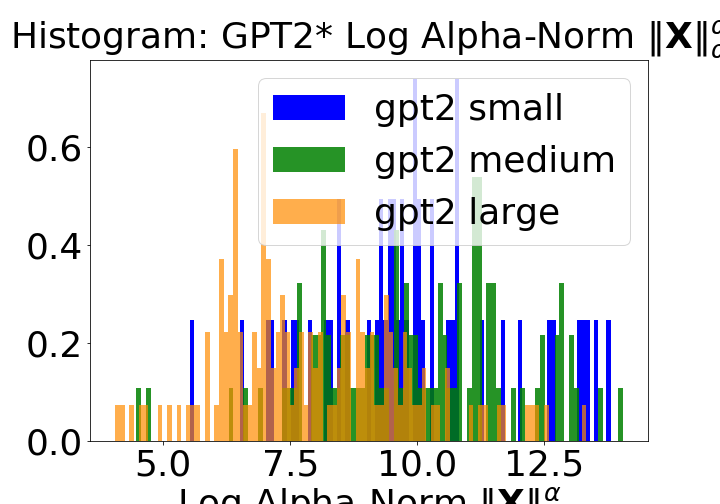 Histogram: GPT2* Log Alpha-Norm ‖X‖α
gpt2 small
gpt2 medium
gpt2 large
0.6
0.4
0.2
0.0
5.0 7.5 10.0 12.5
Log Alpha-Norm ‖X‖α